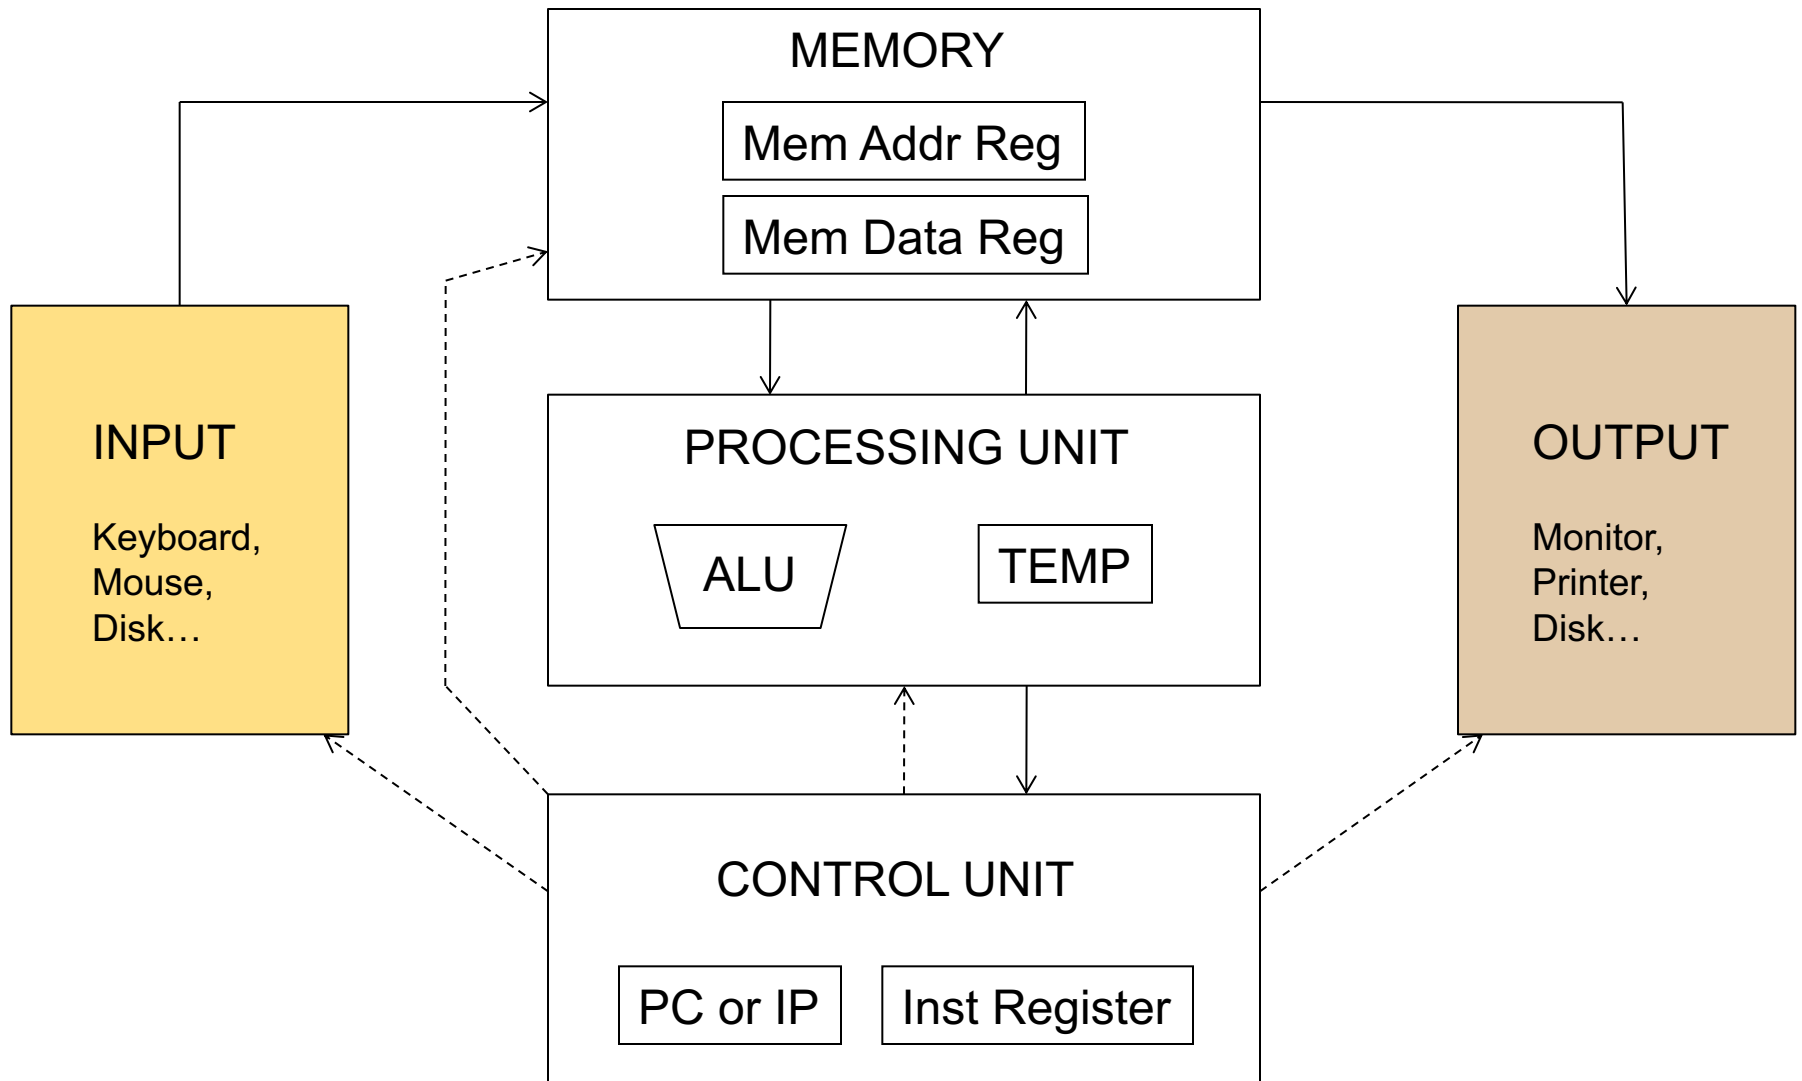 MEMORY
Mem Addr Reg
Mem Data Reg
INPUT
Keyboard,
Mouse,
Disk…
PROCESSING UNIT
ALU
TEMP
OUTPUT
Monitor,
Printer,
Disk…
CONTROL UNIT
PC or IP
Inst Register